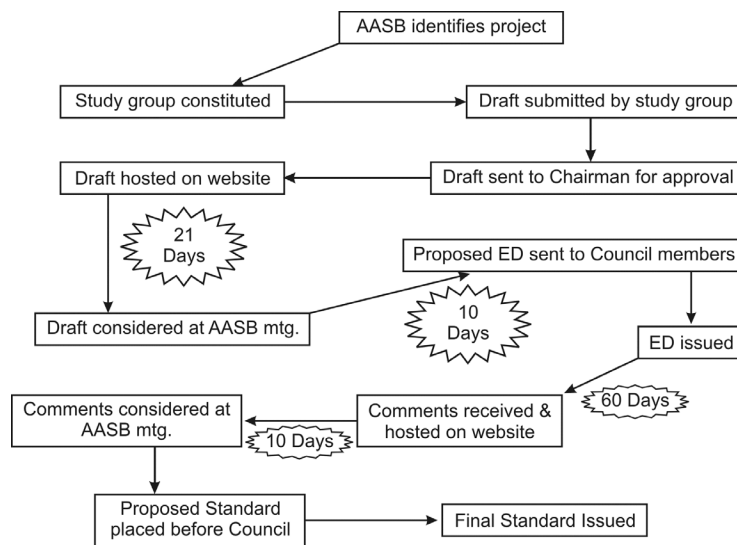 AASB identifies project
Study group constituted
Draft submitted by study group
Draft hosted on website
Draft sent to Chairman for approval
21
Days
Proposed ED sent to Council members
Draft considered at AASB mtg.
10
Days
ED issued
Comments considered at
AASB mtg.
10 Days
Comments received &
hosted on website
60 Days
Proposed Standard
placed before Council
Final Standard Issued